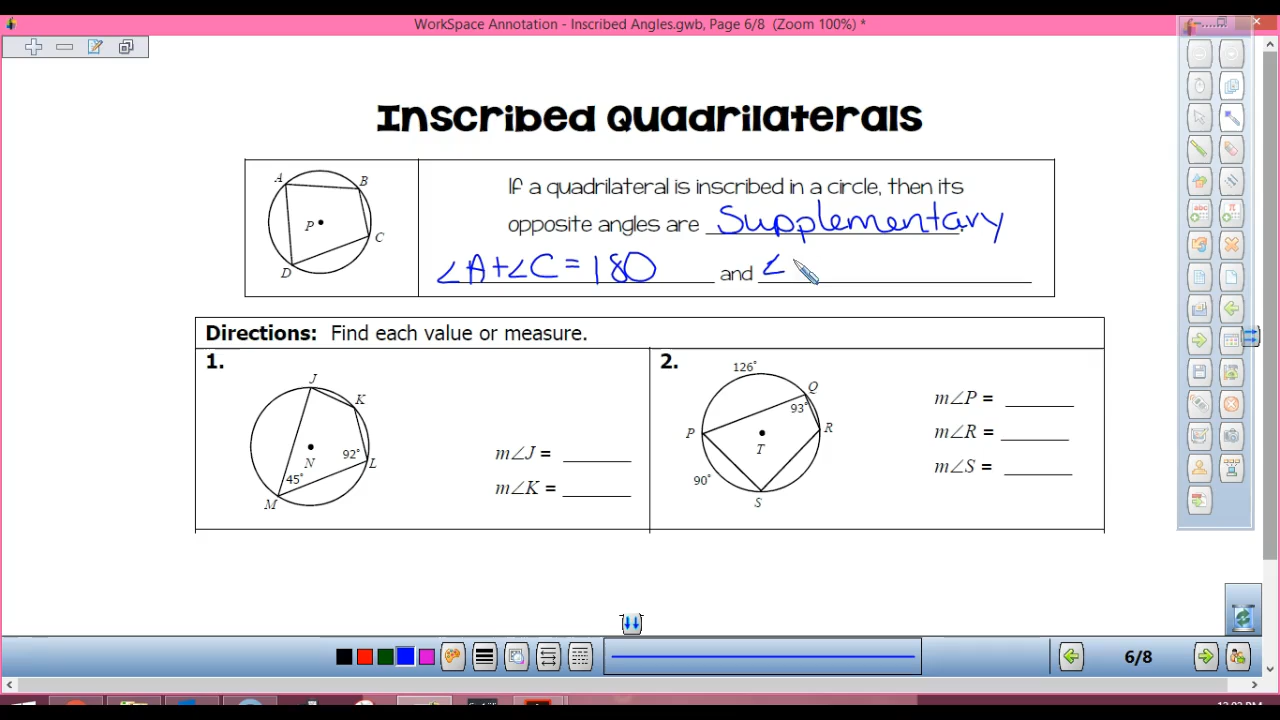 WorkSpace Annotation - Inscribed Angles.gwb, Page 6/8 (Zoom 100%) *
Inscribed Quadrilaterals
A
B
P
C
D
If a quadrilateral is inscribed in a circle, then its
opposite angles are Supplementary
∠A+∠C = 180 and ∠
Directions: Find each value or measure.
1.
J
K
92°
N
L
45°
M
m∠J =
m∠K =
2.
126°
Q
93°
P
R
T
90°
S
m∠P =
m∠R =
m∠S =
abc
π
6/8